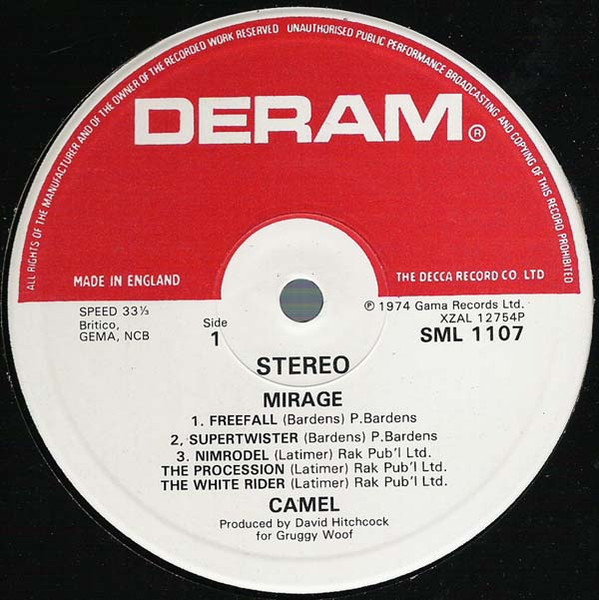 ALL RIGHTS OF THE MANUFACTURER AND OF THE OWNER OF THE RECORDED WORK RESERVED UNAUTHORISED PUBLIC PERFORMANCE BROADCASTING AND COPYING OF THIS RECORD PROHIBITED
DERAM®
MADE IN ENGLAND
THE DECCA RECORD CO. LTD
SPEED 33⅓
Britico,
GEMA, NCB
Side
1
℗ 1974 Gama Records Ltd.
XZAL 12754P
SML 1107
STEREO
MIRAGE
1. FREEFALL (Bardens) P.Bardens
2, SUPERTWISTER (Bardens) P.Bardens
3. NIMRODEL (Latimer) Rak Pub'l Ltd.
THE PROCESSION (Latimer) Rak Pub'l Ltd.
THE WHITE RIDER (Latimer) Rak Pub'l Ltd.
CAMEL
Produced by David Hitchcock
for Gruggy Woof